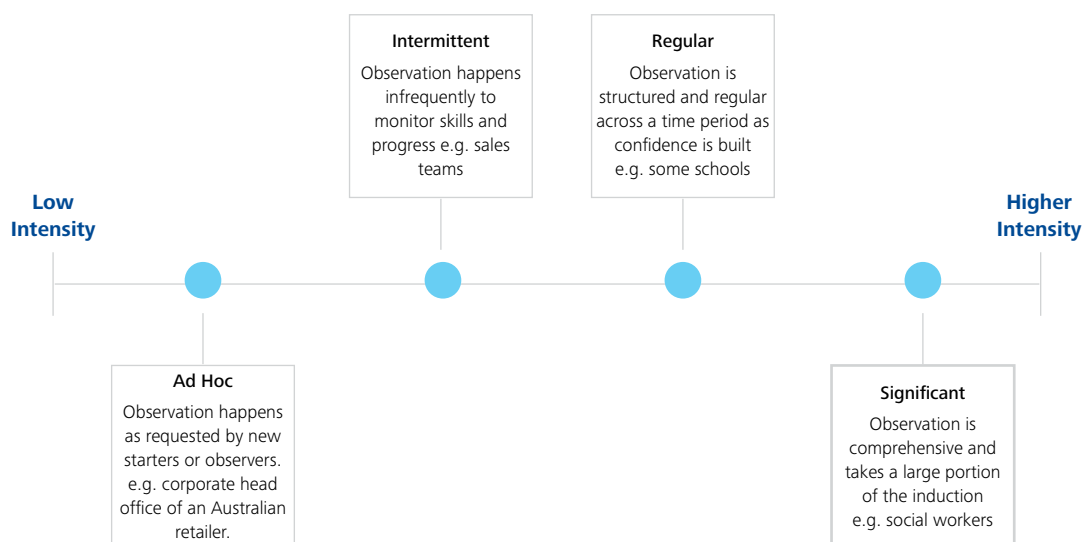 Intermittent
Observation happens
infrequently to
monitor skills and
progress e.g. sales
teams
Regular
Observation is
structured and regular
across a time period as
confidence is built
e.g. some schools
Low
Intensity
Higher
Intensity
Ad Hoc
Observation happens
as requested by new
starters or observers.
e.g. corporate head
office of an Australian
retailer.
Significant
Observation is
comprehensive and
takes a large portion
of the induction
e.g. social workers